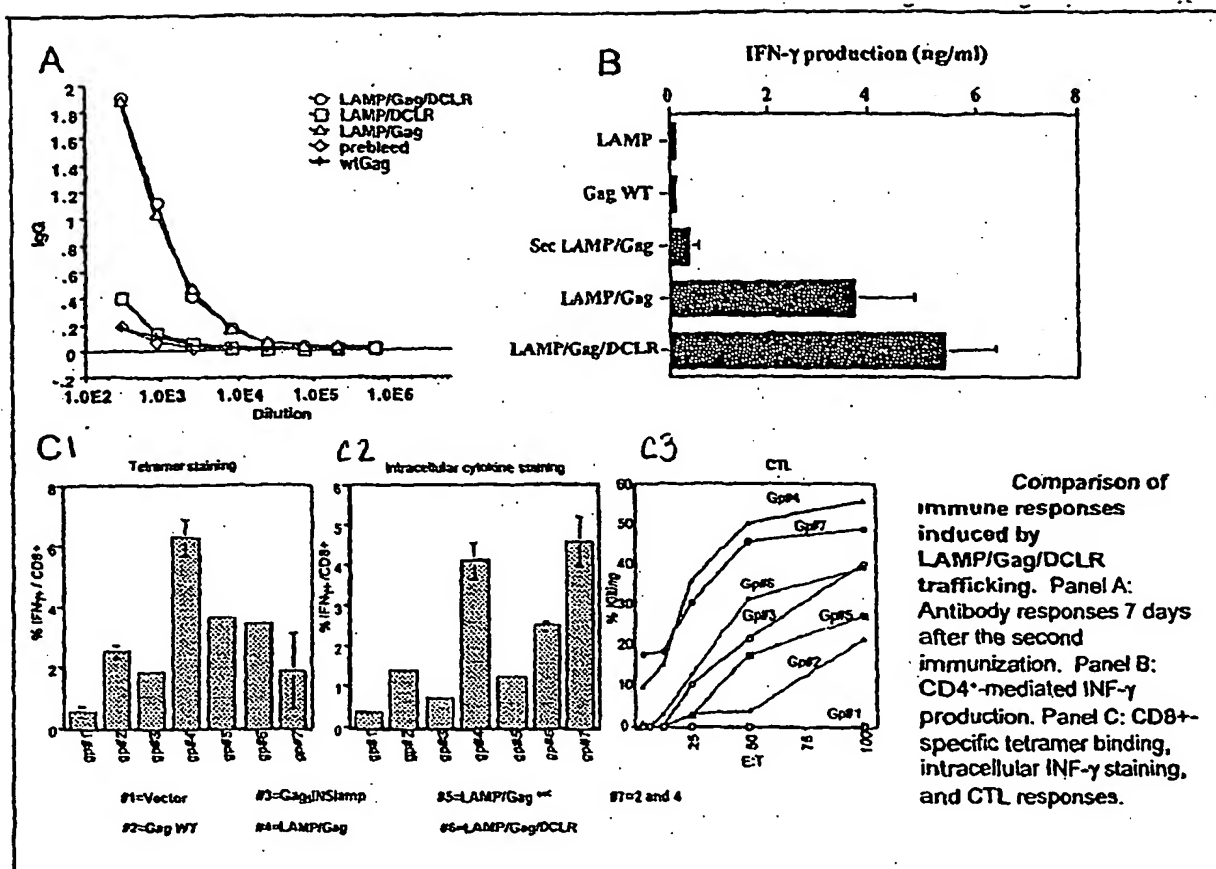 A
2
1.8
1.6
1.4
1.2
1
.8
.6
.4
.2
0
-.2
IgG
1.0E2 1.0E3 1.0E4 1.0E5 1.0E6
Dilution
LAMP/Gag/DCLR
LAMP/DCLR
LAMP/Gag
prebleed
wtGag
B
IFN-γ production (ng/ml)
0 2 4 6 8
LAMP
Gag WT
Sec LAMP/Gag
LAMP/Gag
LAMP/Gag/DCLR
C1
Tetramer staining
8
6
4
2
0
% IFNγ+ / CD8+
gp#1 gp#2 gp#3 gp#4 gp#5 gp#6 gp#7
C2
Intracellular cytokine staining
6
5
4
3
2
1
0
% IFNγ+/CD8+
gp#1 gp#2 gp#3 gp#4 gp#5 gp#6 gp#7
C3
CTL
60
50
40
30
20
10
0
% Killing
Gp#4
Gp#7
Gp#6
Gp#3
Gp#5
Gp#2
Gp#1
25 50 75 100
E:T
#1=Vector #3=Gag INSlamp #5=LAMP/Gag #7=2 and 4
#2=Gag WT #4=LAMP/Gag #6=LAMP/Gag/DCLR
Comparison of
immune responses
induced by
LAMP/Gag/DCLR
trafficking. Panel A:
Antibody responses 7 days
after the second
immunization. Panel B:
CD4+-mediated INF-γ
production. Panel C: CD8+-
specific tetramer binding,
intracellular INF-γ staining,
and CTL responses.